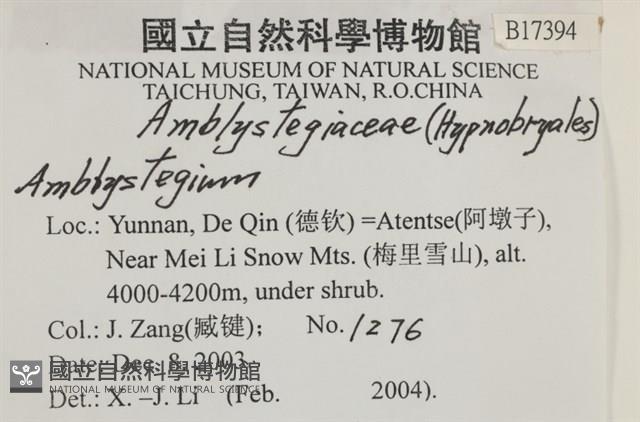 國立自然科學博物館
B17394
NATIONAL MUSEUM OF NATURAL SCIENCE
TAICHUNG, TAIWAN, R.O.CHINA
Amblystegiaceae (Hypnobryales)
Amblystegium
Loc.: Yunnan, De Qin (德钦) =Atentse(阿墩子),
Near Mei Li Snow Mts. (梅里雪山), alt.
4000-4200m, under shrub.
Col.: J. Zang(臧键); No. 1276
Date: Dec. 8, 2003
國立自然科學博物館
NATIONAL MUSEUM OF NATURAL SCIENCE
Det.: X. –J. LI (Feb. 2004).